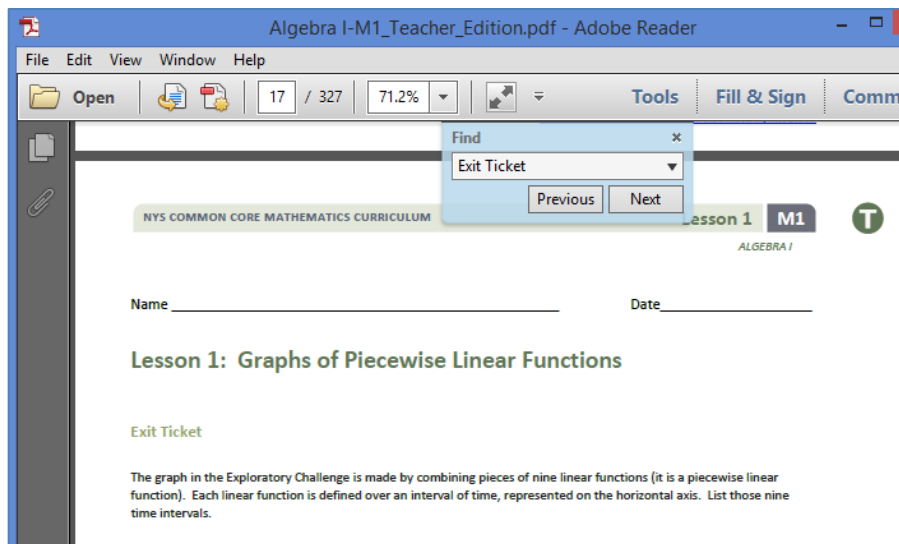 Algebra I-M1_Teacher_Edition.pdf - Adobe Reader
File Edit View Window Help
Open 17 / 327 71.2% Tools Fill & Sign Comm
Find
Exit Ticket
Previous Next
NYS COMMON CORE MATHEMATICS CURRICULUM Lesson 1 M1 T
ALGEBRA I
Name Date
Lesson 1: Graphs of Piecewise Linear Functions
Exit Ticket
The graph in the Exploratory Challenge is made by combining pieces of nine linear functions (it is a piecewise linear
function). Each linear function is defined over an interval of time, represented on the horizontal axis. List those nine
time intervals.